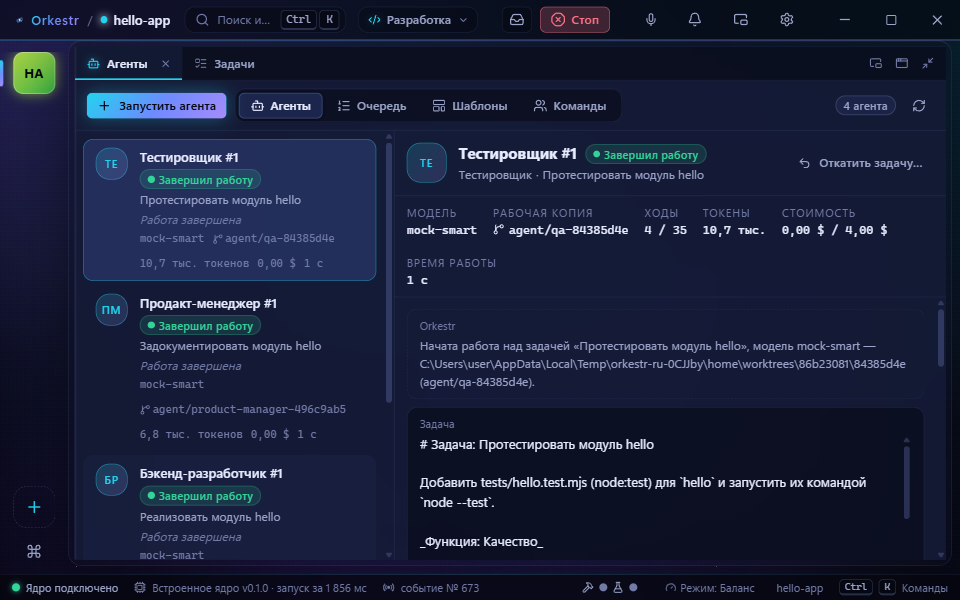 Orkestr / hello-app Поиск и... Ctrl K Разработка Стоп
HA
Агенты Задачи
Запустить агента Агенты Очередь Шаблоны Команды 4 агента
ТЕ
Тестировщик #1
Завершил работу
Протестировать модуль hello
Работа завершена
mock-smart agent/qa-84385d4e
10,7 тыс. токенов 0,00 $ 1 с
ПМ
Продакт-менеджер #1
Завершил работу
Задокументировать модуль hello
Работа завершена
mock-smart
agent/product-manager-496c9ab5
6,8 тыс. токенов 0,00 $ 1 с
БР
Бэкенд-разработчик #1
Завершил работу
Реализовать модуль hello
Работа завершена
mock-smart
ТЕ
Тестировщик #1 Завершил работу
Тестировщик · Протестировать модуль hello
Откатить задачу...
МОДЕЛЬ РАБОЧАЯ КОПИЯ ХОДЫ ТОКЕНЫ СТОИМОСТЬ
mock-smart agent/qa-84385d4e 4 / 35 10,7 тыс. 0,00 $ / 4,00 $
ВРЕМЯ РАБОТЫ
1 с
Orkestr
Начата работа над задачей «Протестировать модуль hello», модель mock-smart —
C:\Users\user\AppData\Local\Temp\orkestr-ru-0CJJby\home\worktrees\86b23081\84385d4e
(agent/qa-84385d4e).
Задача
# Задача: Протестировать модуль hello
Добавить tests/hello.test.mjs (node:test) для `hello` и запустить их командой
`node --test`.
_Функция: Качество_
Ядро подключено Встроенное ядро v0.1.0 · запуск за 1 856 мс событие № 673 Режим: Баланс hello-app Ctrl K Команды